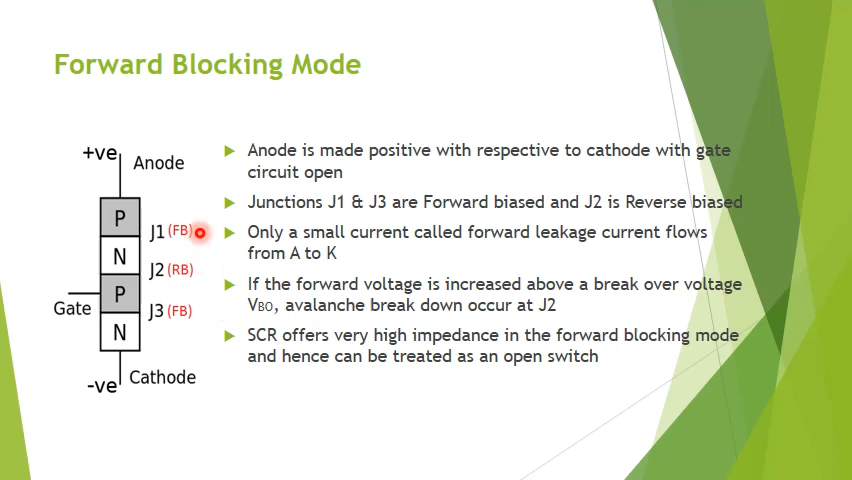 Forward Blocking Mode
+ve
Anode
P
J1 (FB)
N
J2 (RB)
P
Gate
J3 (FB)
N
-ve
Cathode
Anode is made positive with respective to cathode with gate
circuit open
Junctions J1 & J3 are Forward biased and J2 is Reverse biased
Only a small current called forward leakage current flows
from A to K
If the forward voltage is increased above a break over voltage
VBO, avalanche break down occur at J2
SCR offers very high impedance in the forward blocking mode
and hence can be treated as an open switch